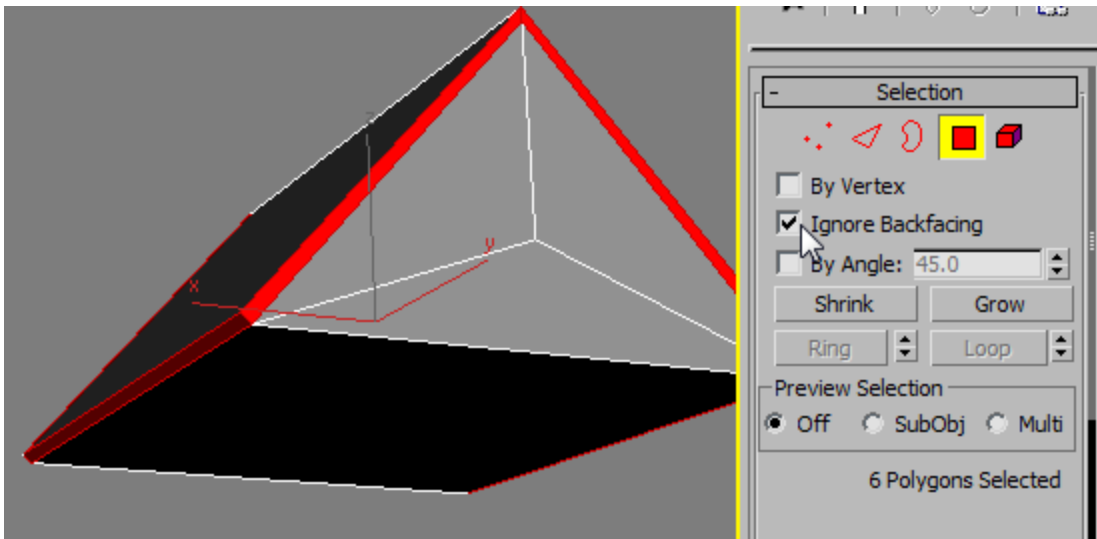 - Selection
By Vertex
Ignore Backfacing
By Angle: 45.0
Shrink Grow
Ring Loop
Preview Selection
Off SubObj Multi
6 Polygons Selected
x
y
z